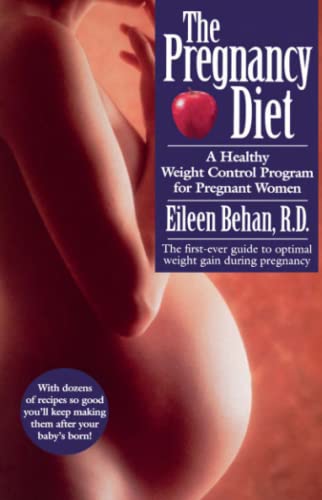 The
Pregnancy
Diet
A Healthy
Weight Control Program
for Pregnant Women
Eileen Behan, R.D.
The first-ever guide to optimal
weight gain during pregnancy
With dozens
of recipes so good
you'll keep making
them after your
baby's born!